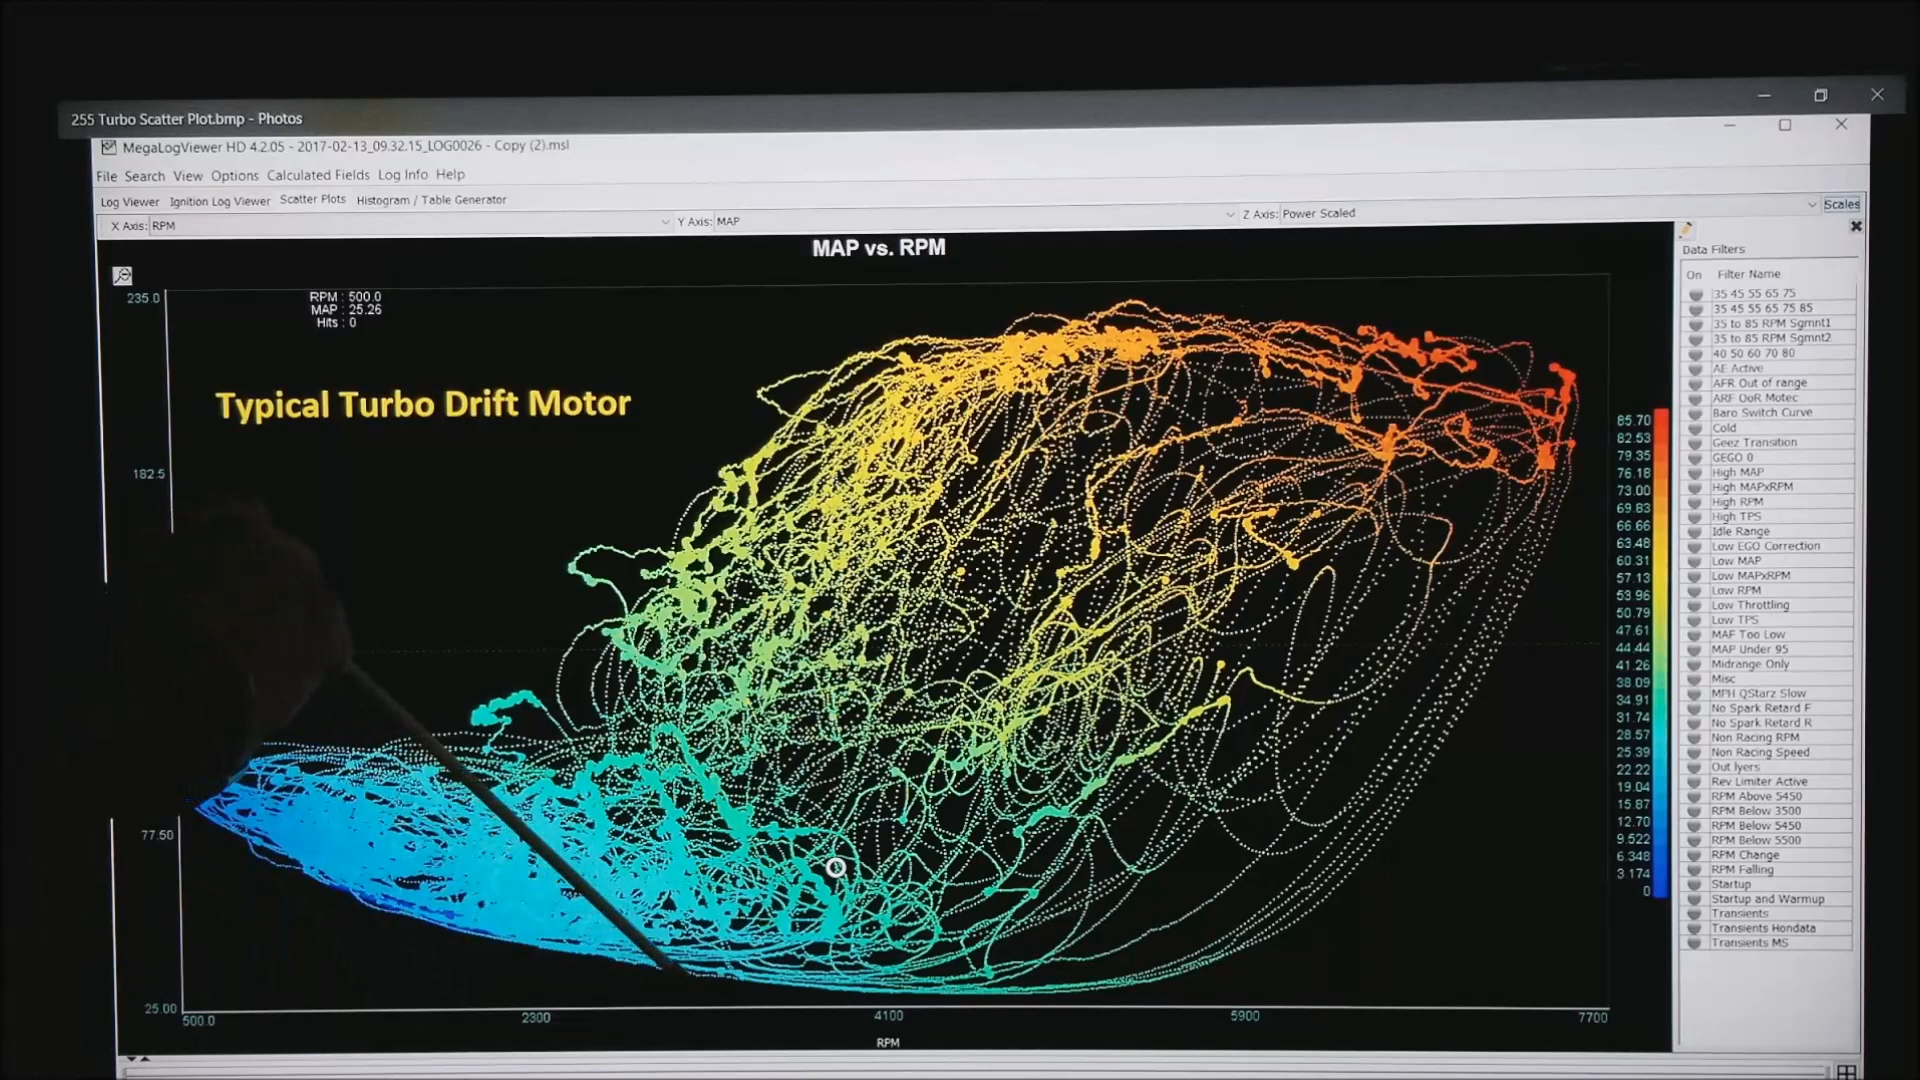 255 Turbo Scatter Plot.bmp - Photos
MegaLogViewer HD 4.2.05 - 2017-02-13_09.32.15_LOG0026 - Copy (2).msl
File Search View Options Calculated Fields Log Info Help
Log Viewer Ignition Log Viewer Scatter Plots Histogram / Table Generator
X Axis: RPM Y Axis: MAP Z Axis: Power Scaled Scales
MAP vs. RPM
Data Filters
On Filter Name
235.0
RPM : 500.0
MAP : 25.26
Hits : 0
Typical Turbo Drift Motor
182.5
77.50
25.00
500.0 2300 4100 5900 7700
RPM
85.70
82.53
79.35
76.18
73.00
69.83
66.66
63.48
60.31
57.13
53.96
50.79
47.61
44.44
41.26
38.09
34.91
31.74
28.57
25.39
22.22
19.04
15.87
12.70
9.522
6.348
3.174
0
35 45 55 65 75
35 45 55 65 75 85
35 to 85 RPM Sgmnt1
35 to 85 RPM Sgmnt2
40 50 60 70 80
AE Active
AFR Out of range
ARF OoR Motec
Baro Switch Curve
Cold
Geez Transition
GEGO 0
High MAP
High MAPxRPM
High RPM
High TPS
Idle Range
Low EGO Correction
Low MAP
Low MAPxRPM
Low RPM
Low Throttling
Low TPS
MAF Too Low
MAP Under 95
Midrange Only
Misc
MPH QStarz Slow
No Spark Retard F
No Spark Retard R
Non Racing RPM
Non Racing Speed
Out lyers
Rev Limiter Active
RPM Above 5450
RPM Below 3500
RPM Below 5450
RPM Below 5500
RPM Change
RPM Falling
Startup
Startup and Warmup
Transients
Transients Hondata
Transients MS